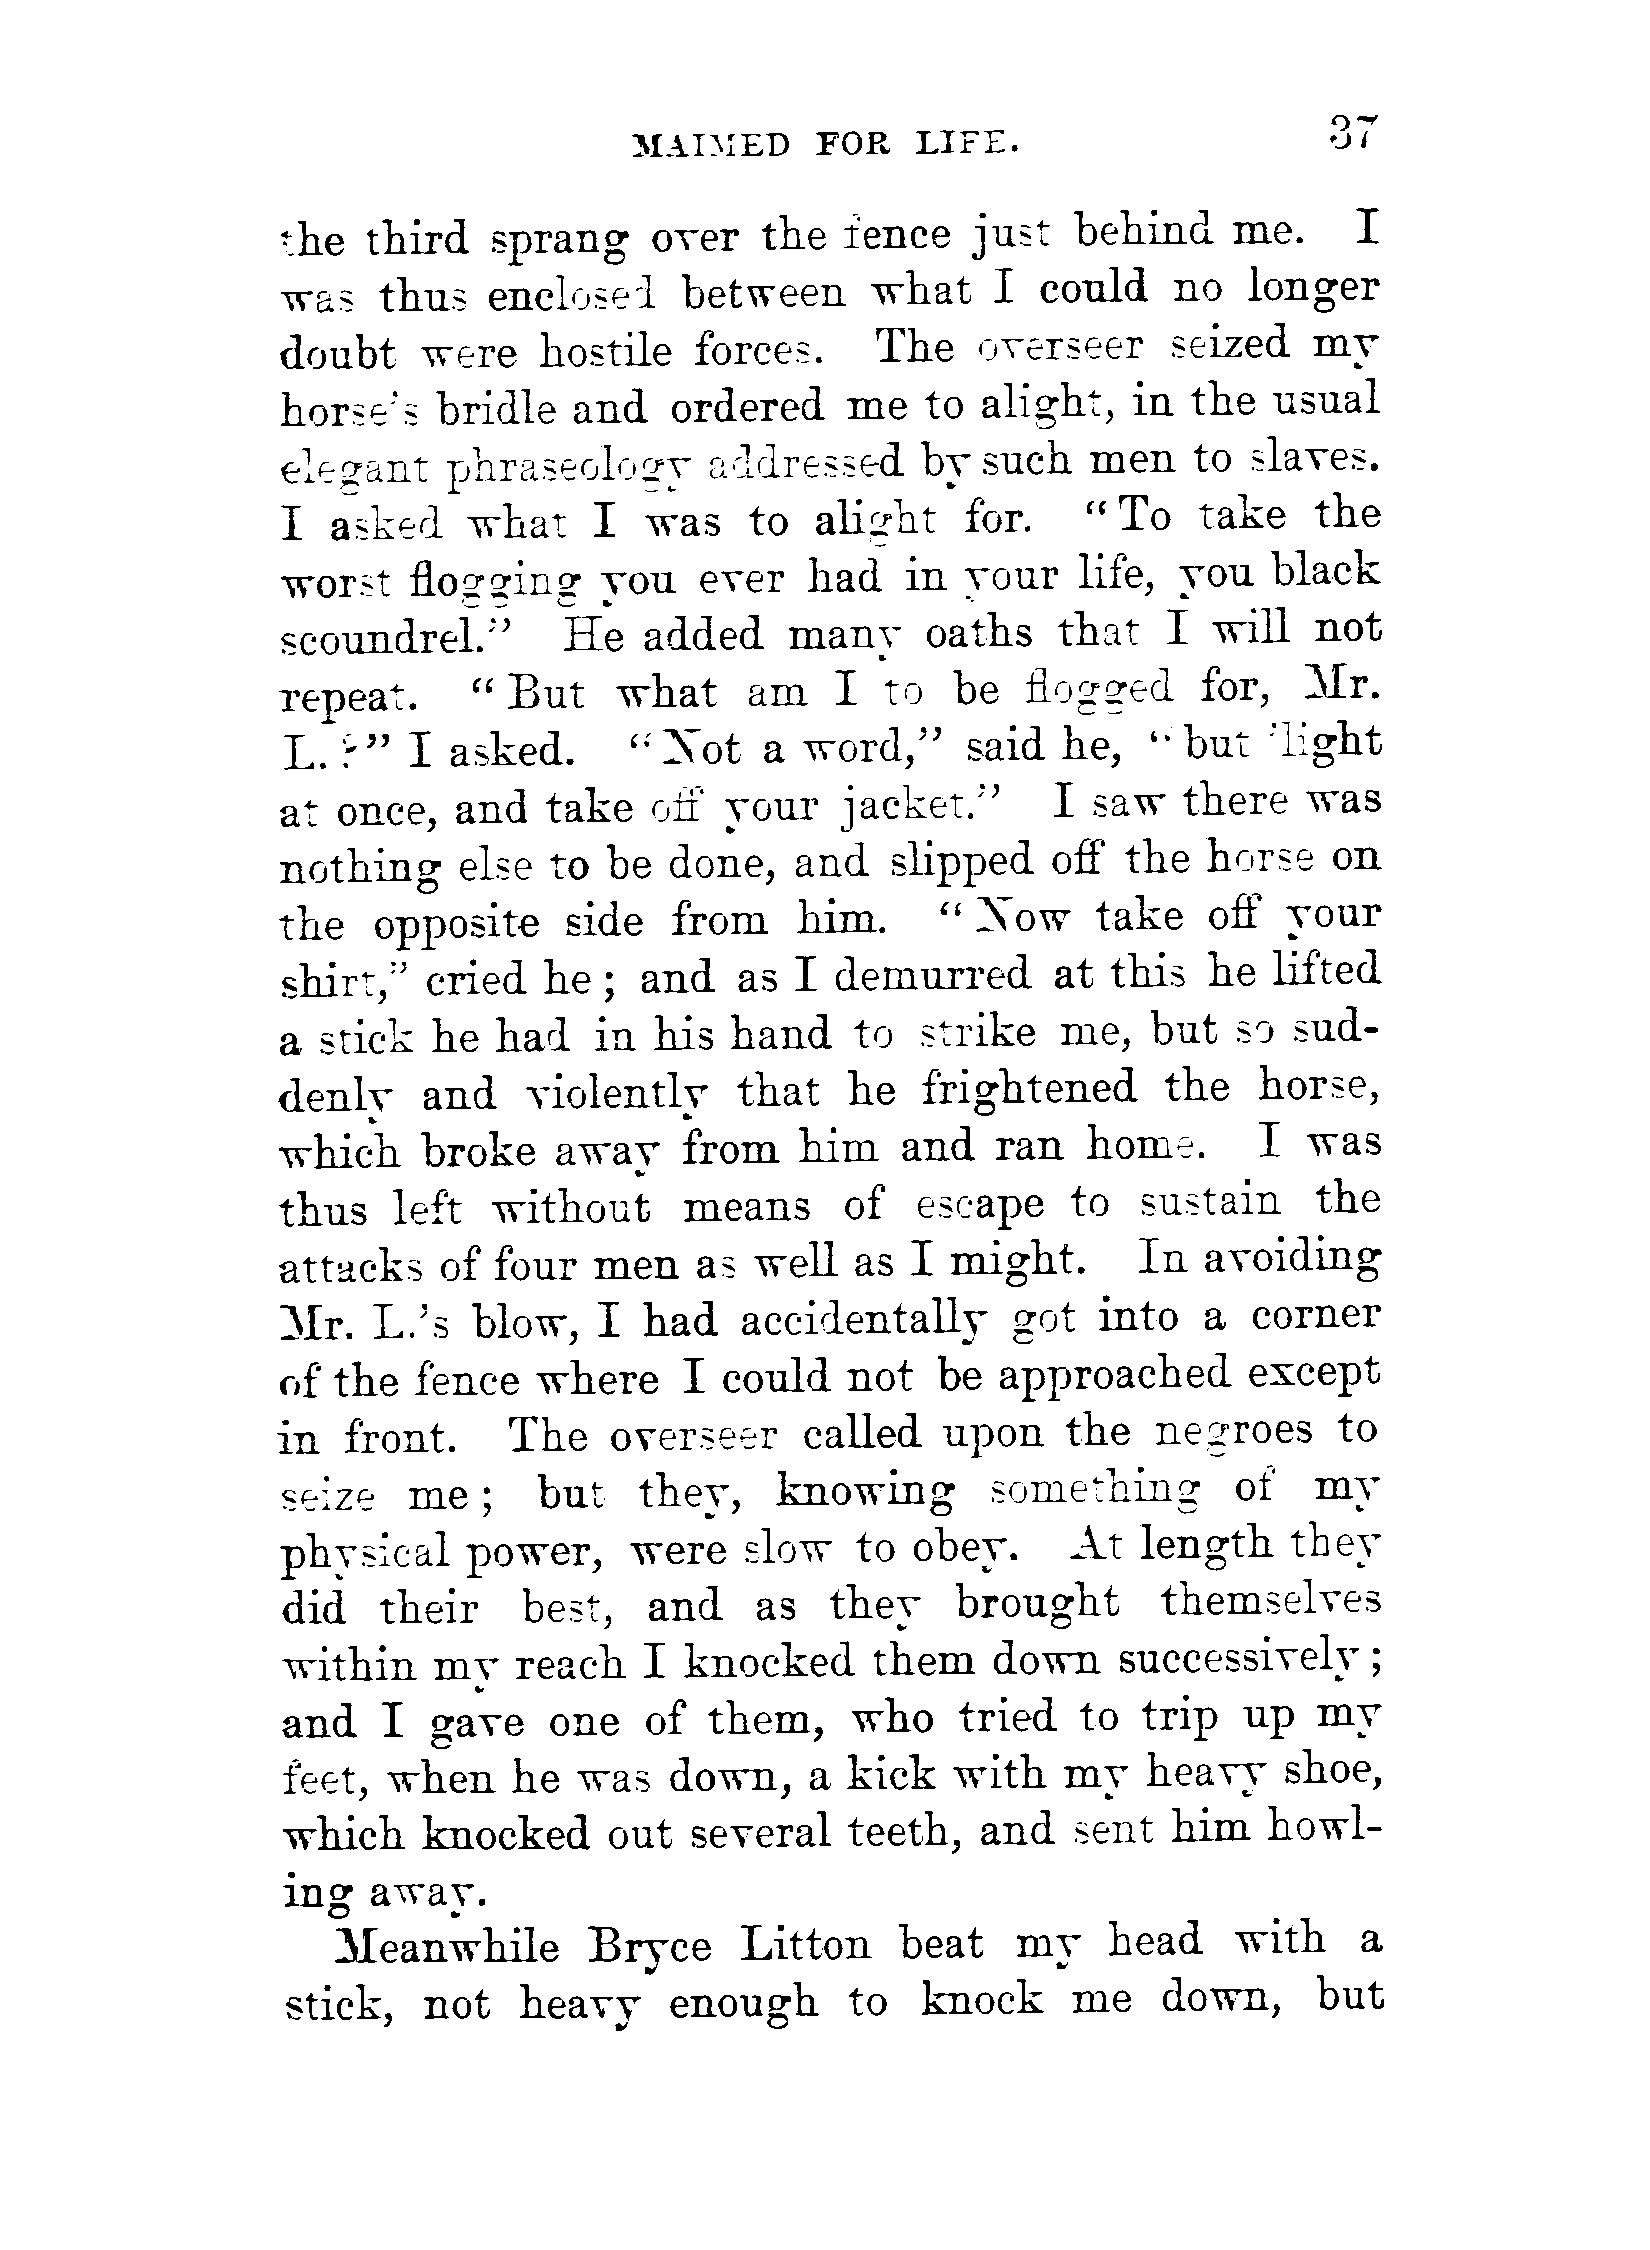 MAIMED FOR LIFE. 37
the third sprang over the fence just behind me. I
was thus enclosed between what I could no longer
doubt were hostile forces. The overseer seized my
horse's bridle and ordered me to alight, in the usual
elegant phraseology addressed by such men to slaves.
I asked what I was to alight for. "To take the
worst flogging you ever had in your life, you black
scoundrel." He added many oaths that I will not
repeat. "But what am I to be flogged for, Mr.
L.?" I asked. "Not a word," said he, "but 'light
at once, and take off your jacket." I saw there was
nothing else to be done, and slipped off the horse on
the opposite side from him. "Now take off your
shirt," cried he; and as I demurred at this he lifted
a stick he had in his hand to strike me, but so sud-
denly and violently that he frightened the horse,
which broke away from him and ran home. I was
thus left without means of escape to sustain the
attacks of four men as well as I might. In avoiding
Mr. L.'s blow, I had accidentally got into a corner
of the fence where I could not be approached except
in front. The overseer called upon the negroes to
seize me; but they, knowing something of my
physical power, were slow to obey. At length they
did their best, and as they brought themselves
within my reach I knocked them down successively;
and I gave one of them, who tried to trip up my
feet, when he was down, a kick with my heavy shoe,
which knocked out several teeth, and sent him howl-
ing away.
Meanwhile Bryce Litton beat my head with a
stick, not heavy enough to knock me down, but